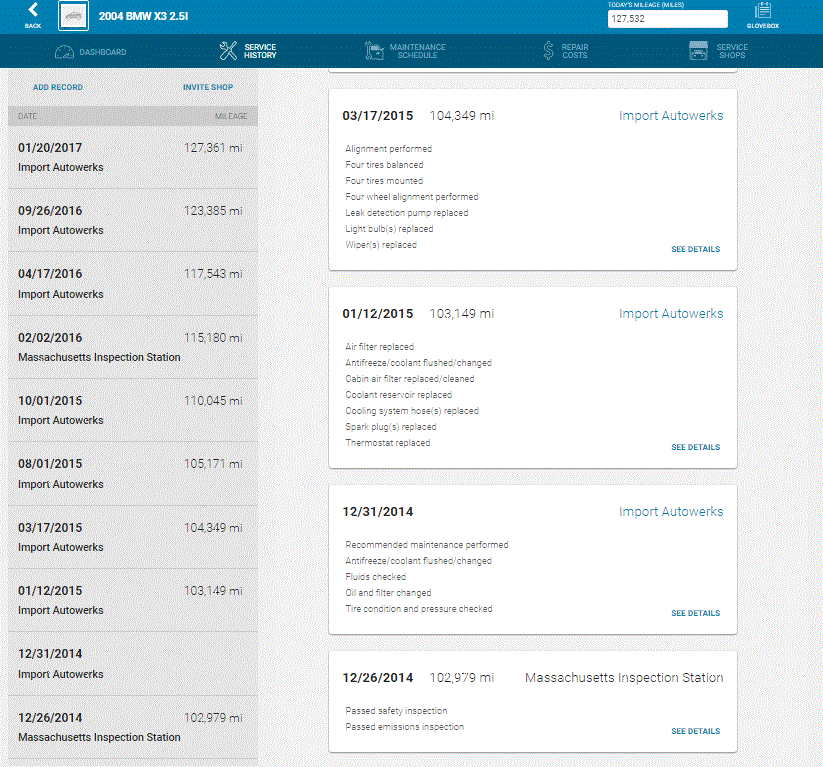 BACK
2004 BMW X3 2.5I
TODAY'S MILEAGE (MILES)
127,532
GLOVEBOX
DASHBOARD
SERVICE
HISTORY
MAINTENANCE
SCHEDULE
REPAIR
COSTS
SERVICE
SHOPS
ADD RECORD INVITE SHOP
DATE MILEAGE
01/20/2017 127,361 mi
Import Autowerks
09/26/2016 123,385 mi
Import Autowerks
04/17/2016 117,543 mi
Import Autowerks
02/02/2016 115,180 mi
Massachusetts Inspection Station
10/01/2015 110,045 mi
Import Autowerks
08/01/2015 105,171 mi
Import Autowerks
03/17/2015 104,349 mi
Import Autowerks
01/12/2015 103,149 mi
Import Autowerks
12/31/2014
Import Autowerks
12/26/2014 102,979 mi
Massachusetts Inspection Station
03/17/2015 104,349 mi Import Autowerks
Alignment performed
Four tires balanced
Four tires mounted
Four wheel alignment performed
Leak detection pump replaced
Light bulb(s) replaced
Wiper(s) replaced
SEE DETAILS
01/12/2015 103,149 mi Import Autowerks
Air filter replaced
Antifreeze/coolant flushed/changed
Cabin air filter replaced/cleaned
Coolant reservoir replaced
Cooling system hose(s) replaced
Spark plug(s) replaced
Thermostat replaced
SEE DETAILS
12/31/2014 Import Autowerks
Recommended maintenance performed
Antifreeze/coolant flushed/changed
Fluids checked
Oil and filter changed
Tire condition and pressure checked
SEE DETAILS
12/26/2014 102,979 mi Massachusetts Inspection Station
Passed safety inspection
Passed emissions inspection
SEE DETAILS